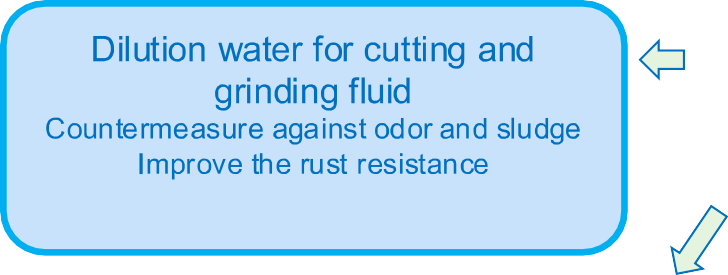 Dilution water for cutting and
grinding fluid
Countermeasure against odor and sludge
Improve the rust resistance